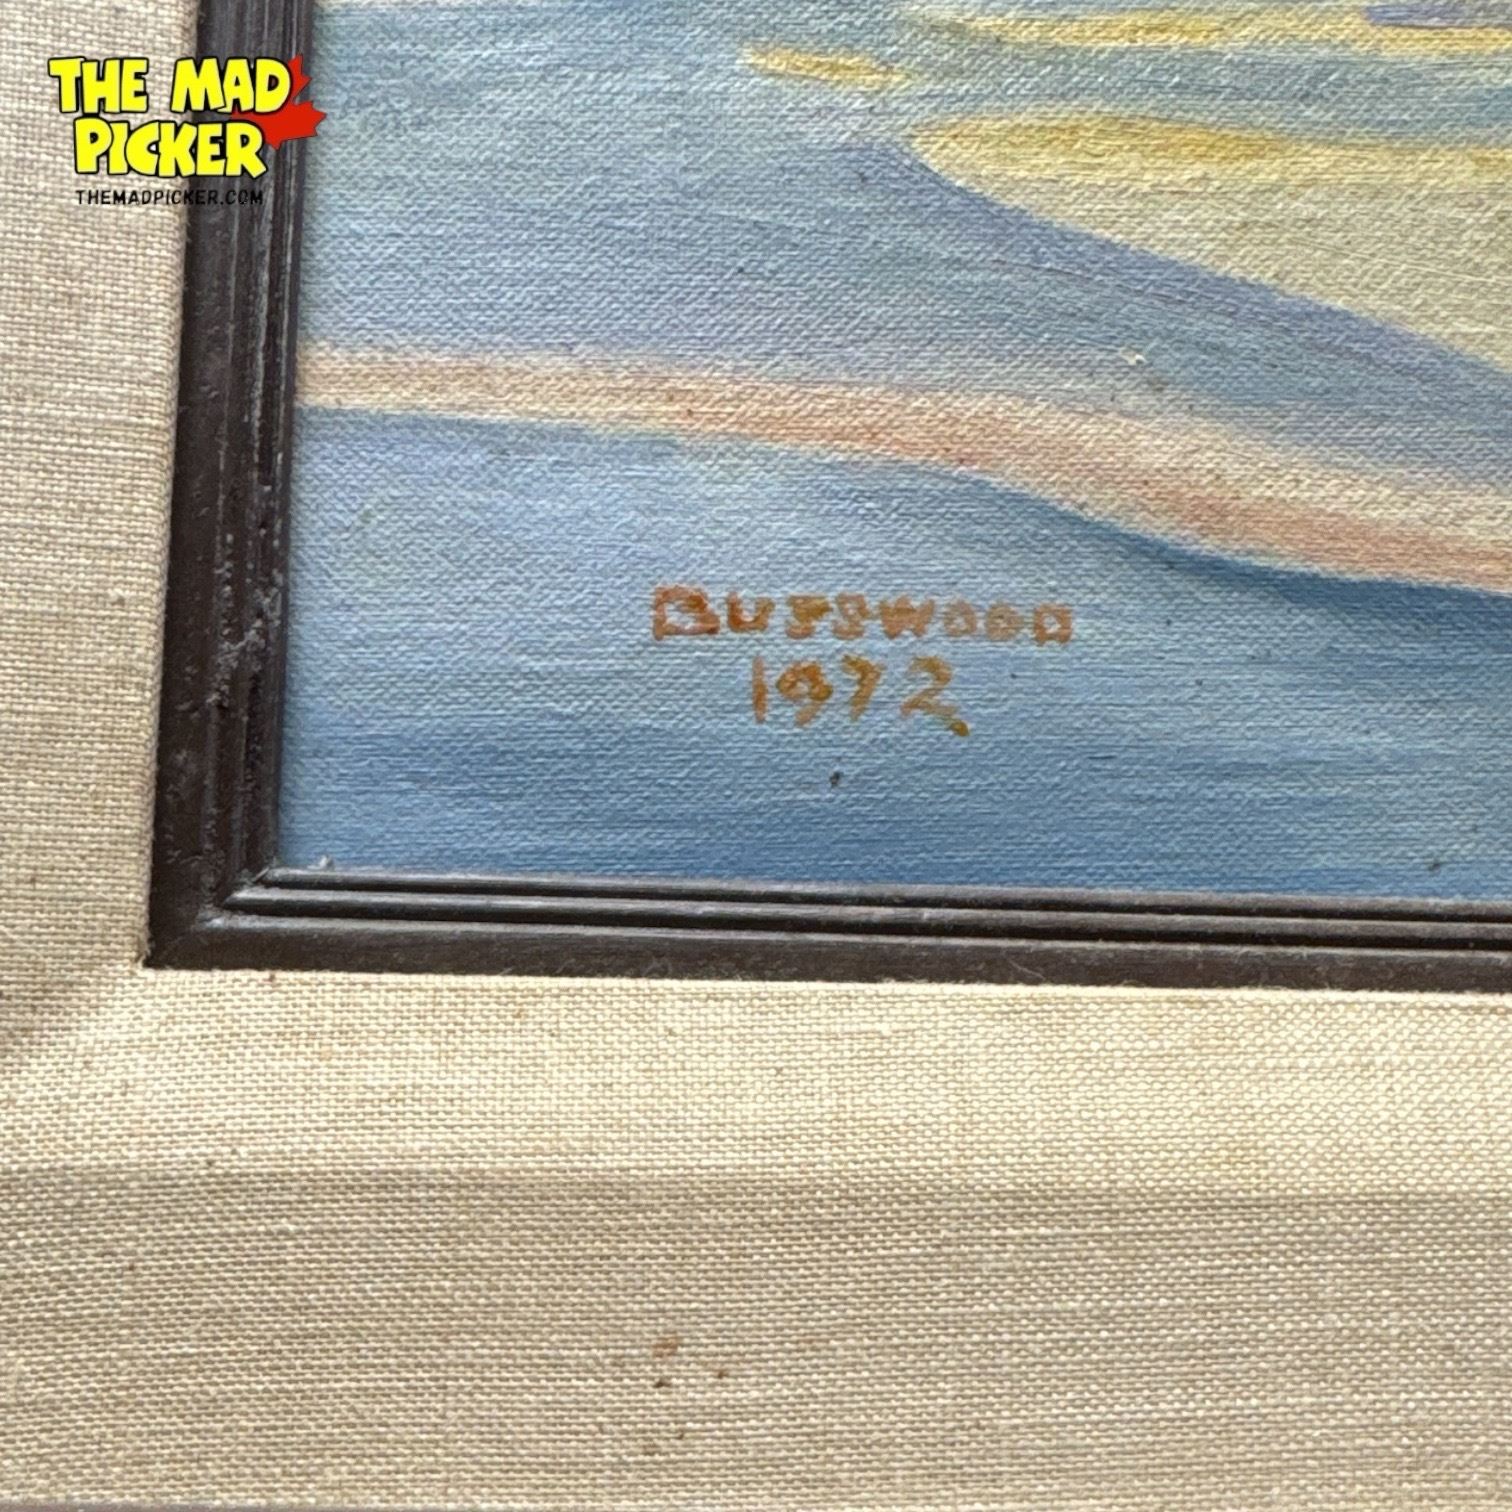 THE MAD
PICKER
THEMADPICKER.COM
BUSSWOOD
1972